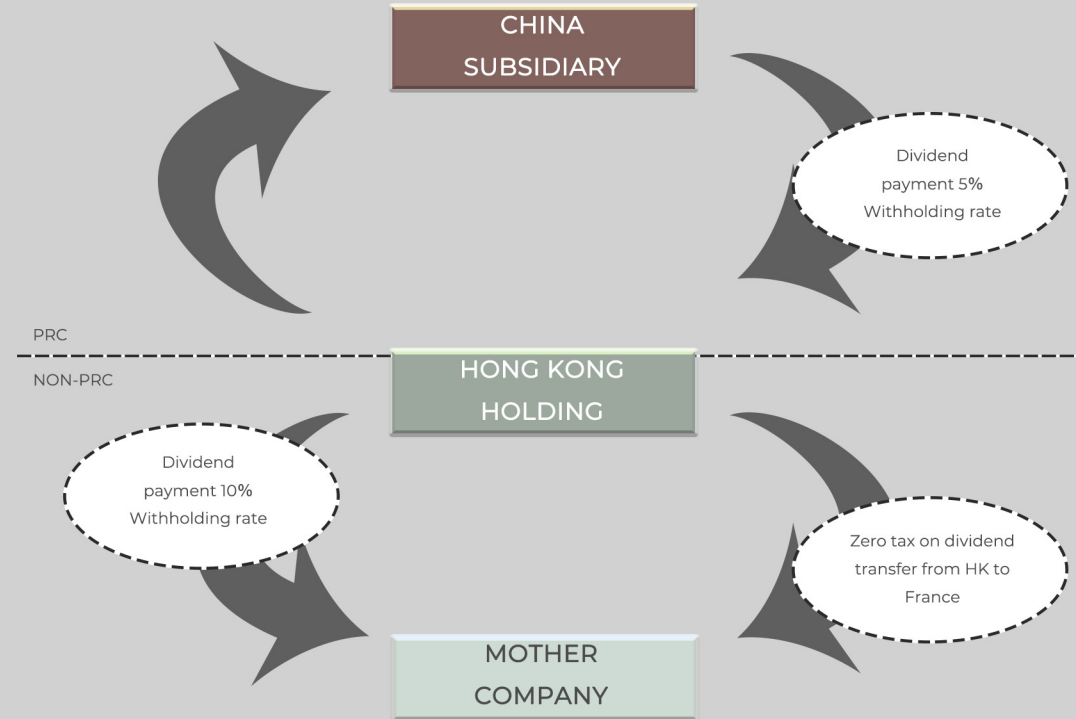 CHINA
SUBSIDIARY
Dividend
payment 5%
Withholding rate
PRC
NON-PRC
HONG KONG
HOLDING
Dividend
payment 10%
Withholding rate
Zero tax on dividend
transfer from HK to
France
MOTHER
COMPANY